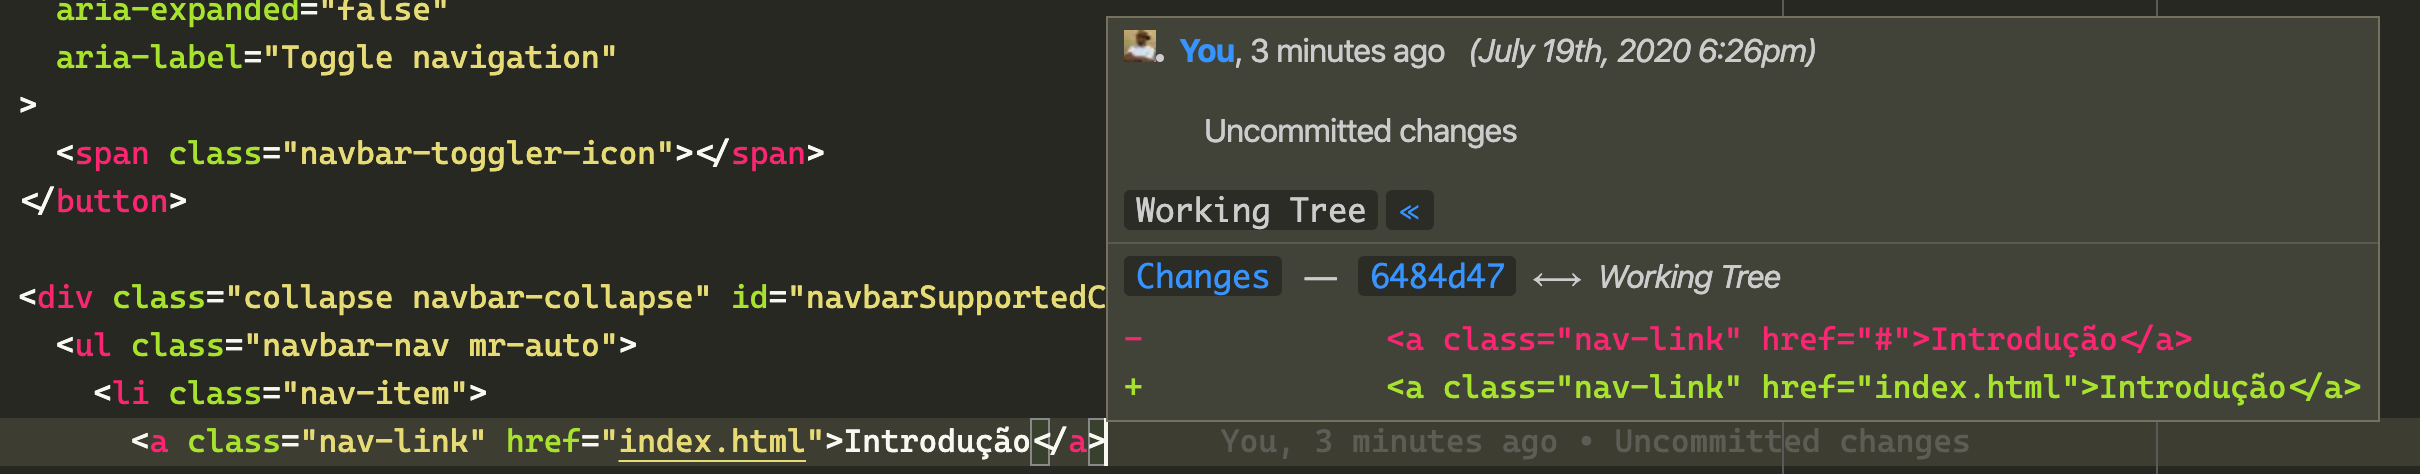 aria-expanded="false"
aria-label="Toggle navigation"
>
<span class="navbar-toggler-icon"></span>
</button>
<div class="collapse navbar-collapse" id="navbarSupportedC
<ul class="navbar-nav mr-auto">
<li class="nav-item">
<a class="nav-link" href="index.html">Introdução</a>
You, 3 minutes ago • Uncommitted changes
You, 3 minutes ago (July 19th, 2020 6:26pm)
Uncommitted changes
Working Tree «
Changes — 6484d47 ⟷ Working Tree
- <a class="nav-link" href="#">Introdução</a>
+ <a class="nav-link" href="index.html">Introdução</a>